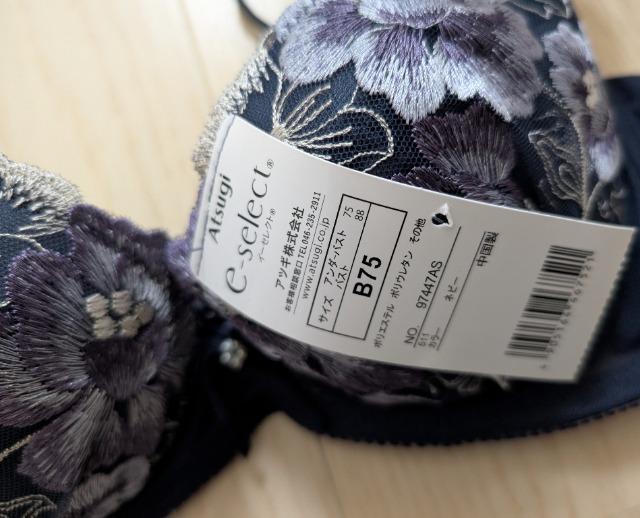 Atsugi
e-select®
イーセレクト®
アツギ株式会社
お客様相談窓口 TEL046-235-2911
www.atsugi.co.jp
サイズ アンダーバスト 75
バスト 88
B75
ポリエステル ポリウレタン その他
NO. 97447AS
611
カラー ネビー
中国製